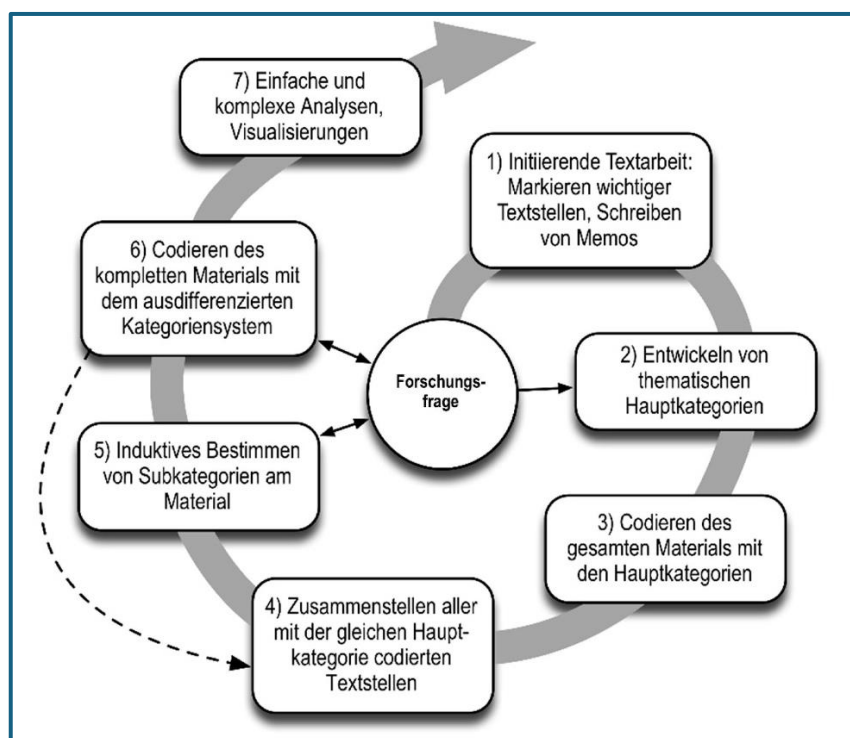 7) Einfache und
komplexe Analysen,
Visualisierungen
1) Initiierende Textarbeit:
Markieren wichtiger
Textstellen, Schreiben
von Memos
6) Codieren des
kompletten Materials mit
dem ausdifferenzierten
Kategoriensystem
Forschungs-
frage
2) Entwickeln von
thematischen
Hauptkategorien
5) Induktives Bestimmen
von Subkategorien am
Material
3) Codieren des
gesamten Materials mit
den Hauptkategorien
4) Zusammenstellen aller
mit der gleichen Haupt-
kategorie codierten
Textstellen